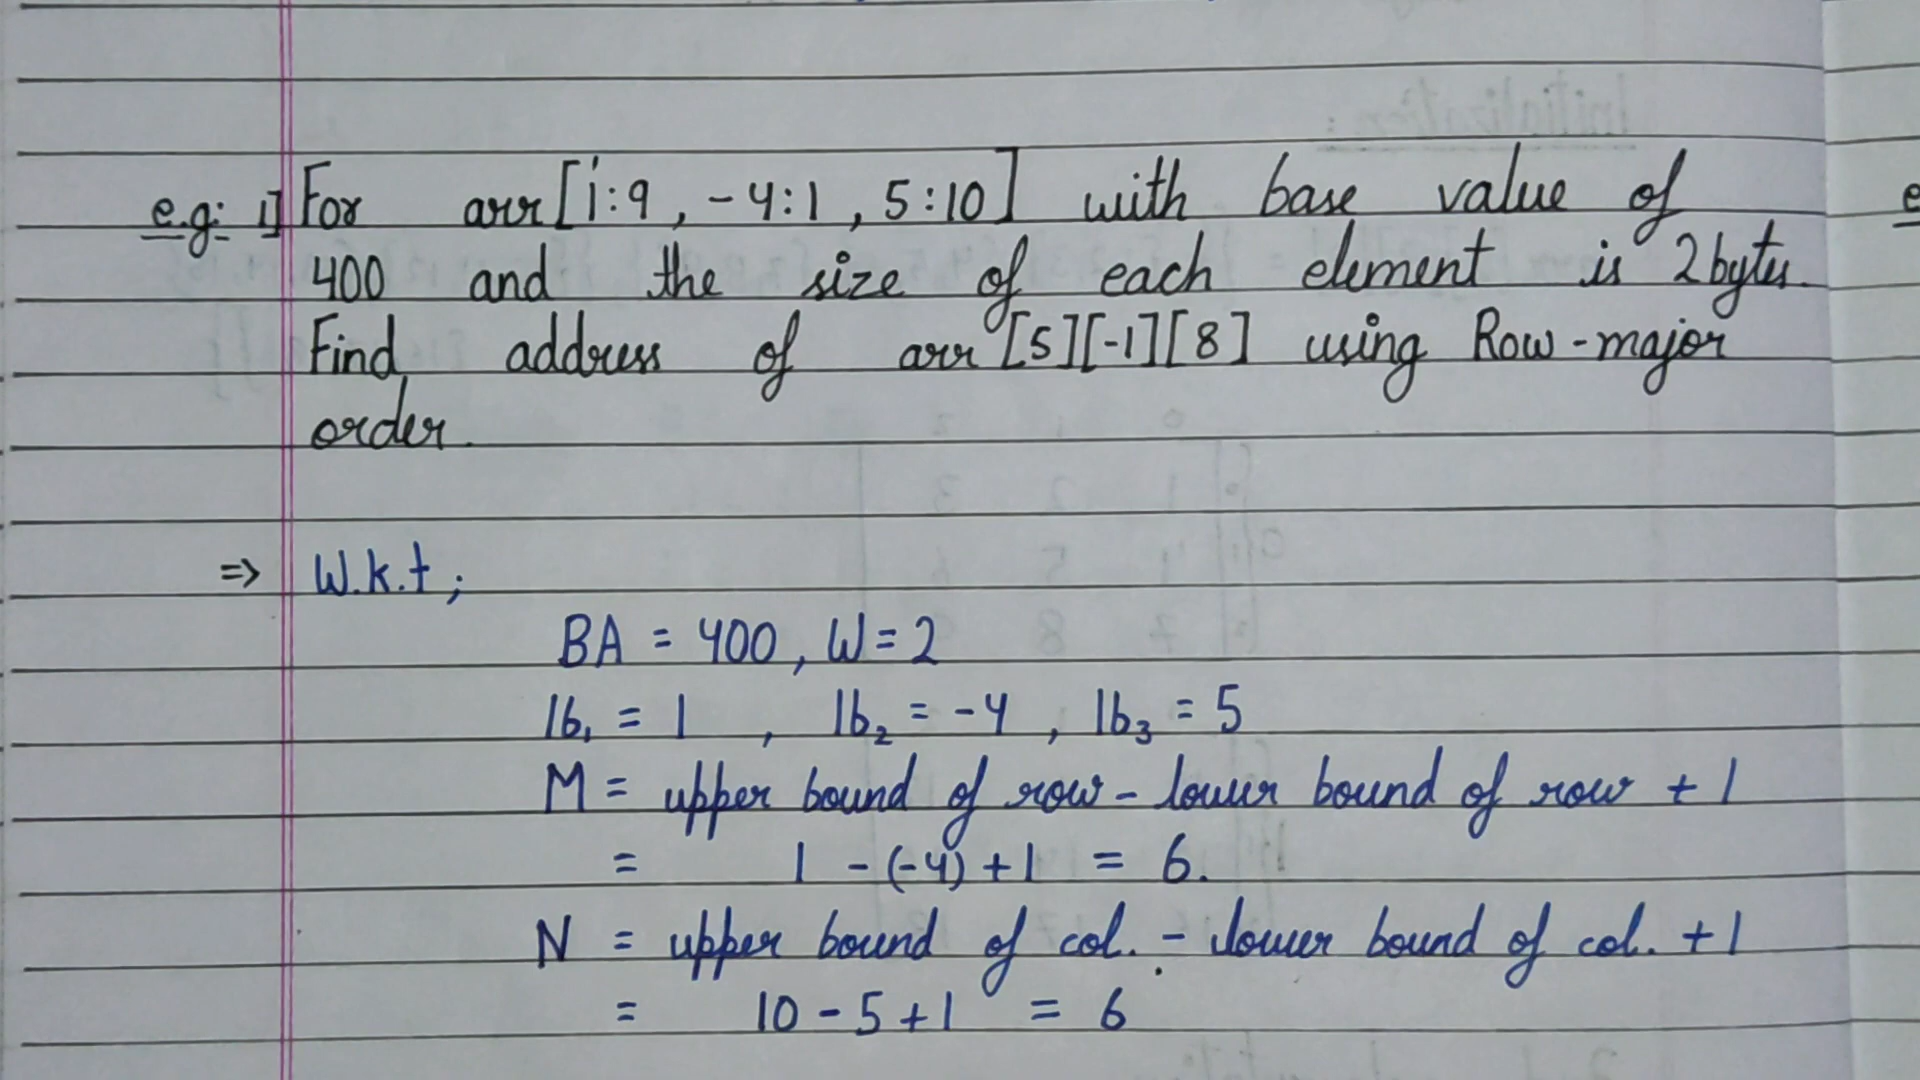 e.g: 1] For arr[1:9, -4:1, 5:10] with base value of
400 and the size of each element is 2 bytes.
Find address of arr[5][-1][8] using Row-major
order.
=> W.k.t;
BA = 400, W = 2
lb₁ = 1 , lb₂ = -4 , lb₃ = 5
M = upper bound of row - lower bound of row + 1
= 1 - (-4) + 1 = 6.
N = upper bound of col. - lower bound of col. + 1
= 10 - 5 + 1 = 6